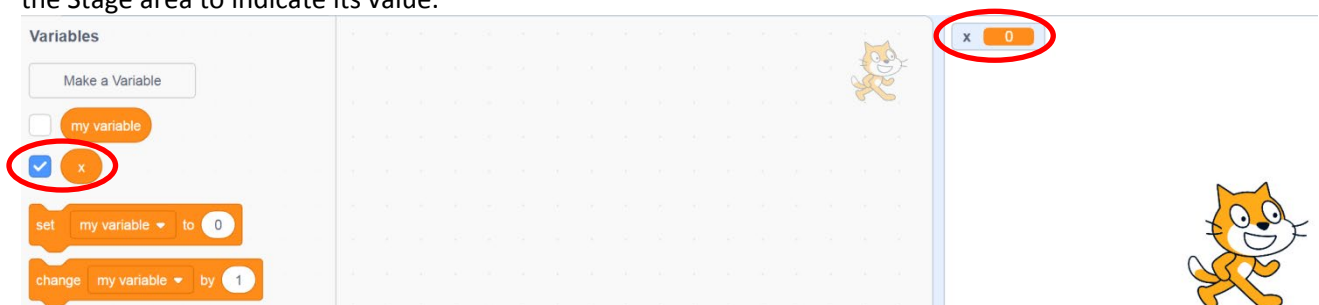 the Stage area to indicate its value.
Variables
x 0
Make a Variable
my variable
x
set my variable to 0
change my variable by 1